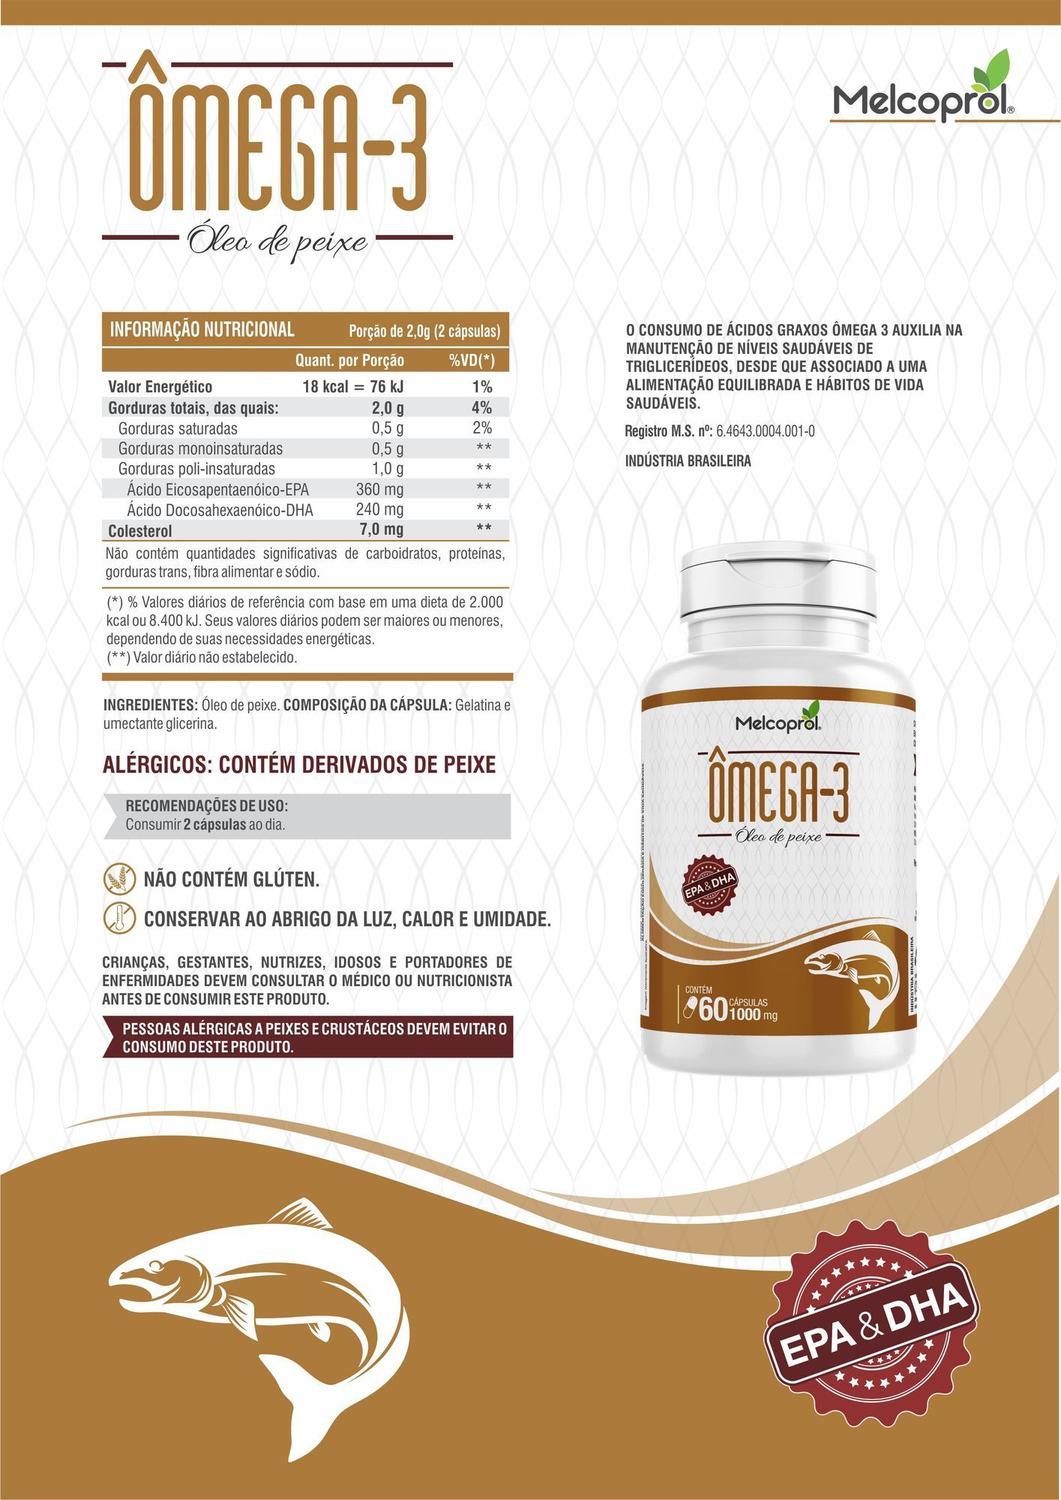 ÔMEGA-3
Óleo de peixe
Melcoprol®
INFORMAÇÃO NUTRICIONAL Porção de 2,0g (2 cápsulas)
Quant. por Porção %VD(*)
Valor Energético 18 kcal = 76 kJ 1%
Gorduras totais, das quais: 2,0 g 4%
Gorduras saturadas 0,5 g 2%
Gorduras monoinsaturadas 0,5 g **
Gorduras poli-insaturadas 1,0 g **
Ácido Eicosapentaenóico-EPA 360 mg **
Ácido Docosahexaenóico-DHA 240 mg **
Colesterol 7,0 mg **
Não contém quantidades significativas de carboidratos, proteínas,
gorduras trans, fibra alimentar e sódio.
(*) % Valores diários de referência com base em uma dieta de 2.000
kcal ou 8.400 kJ. Seus valores diários podem ser maiores ou menores,
dependendo de suas necessidades energéticas.
(**) Valor diário não estabelecido.
INGREDIENTES: Óleo de peixe. COMPOSIÇÃO DA CÁPSULA: Gelatina e
umectante glicerina.
ALÉRGICOS: CONTÉM DERIVADOS DE PEIXE
RECOMENDAÇÕES DE USO:
Consumir 2 cápsulas ao dia.
NÃO CONTÉM GLÚTEN.
CONSERVAR AO ABRIGO DA LUZ, CALOR E UMIDADE.
CRIANÇAS, GESTANTES, NUTRIZES, IDOSOS E PORTADORES DE
ENFERMIDADES DEVEM CONSULTAR O MÉDICO OU NUTRICIONISTA
ANTES DE CONSUMIR ESTE PRODUTO.
PESSOAS ALÉRGICAS A PEIXES E CRUSTÁCEOS DEVEM EVITAR O
CONSUMO DESTE PRODUTO.
O CONSUMO DE ÁCIDOS GRAXOS ÔMEGA 3 AUXILIA NA
MANUTENÇÃO DE NÍVEIS SAUDÁVEIS DE
TRIGLICERÍDEOS, DESDE QUE ASSOCIADO A UMA
ALIMENTAÇÃO EQUILIBRADA E HÁBITOS DE VIDA
SAUDÁVEIS.
Registro M.S. nº: 6.4643.0004.001-0
INDÚSTRIA BRASILEIRA
Melcoprol®
ÔMEGA-3
Óleo de peixe
EPA & DHA
CONTÉM
60 CÁPSULAS
1000 mg
INDÚSTRIA BRASILEIRA
EPA & DHA